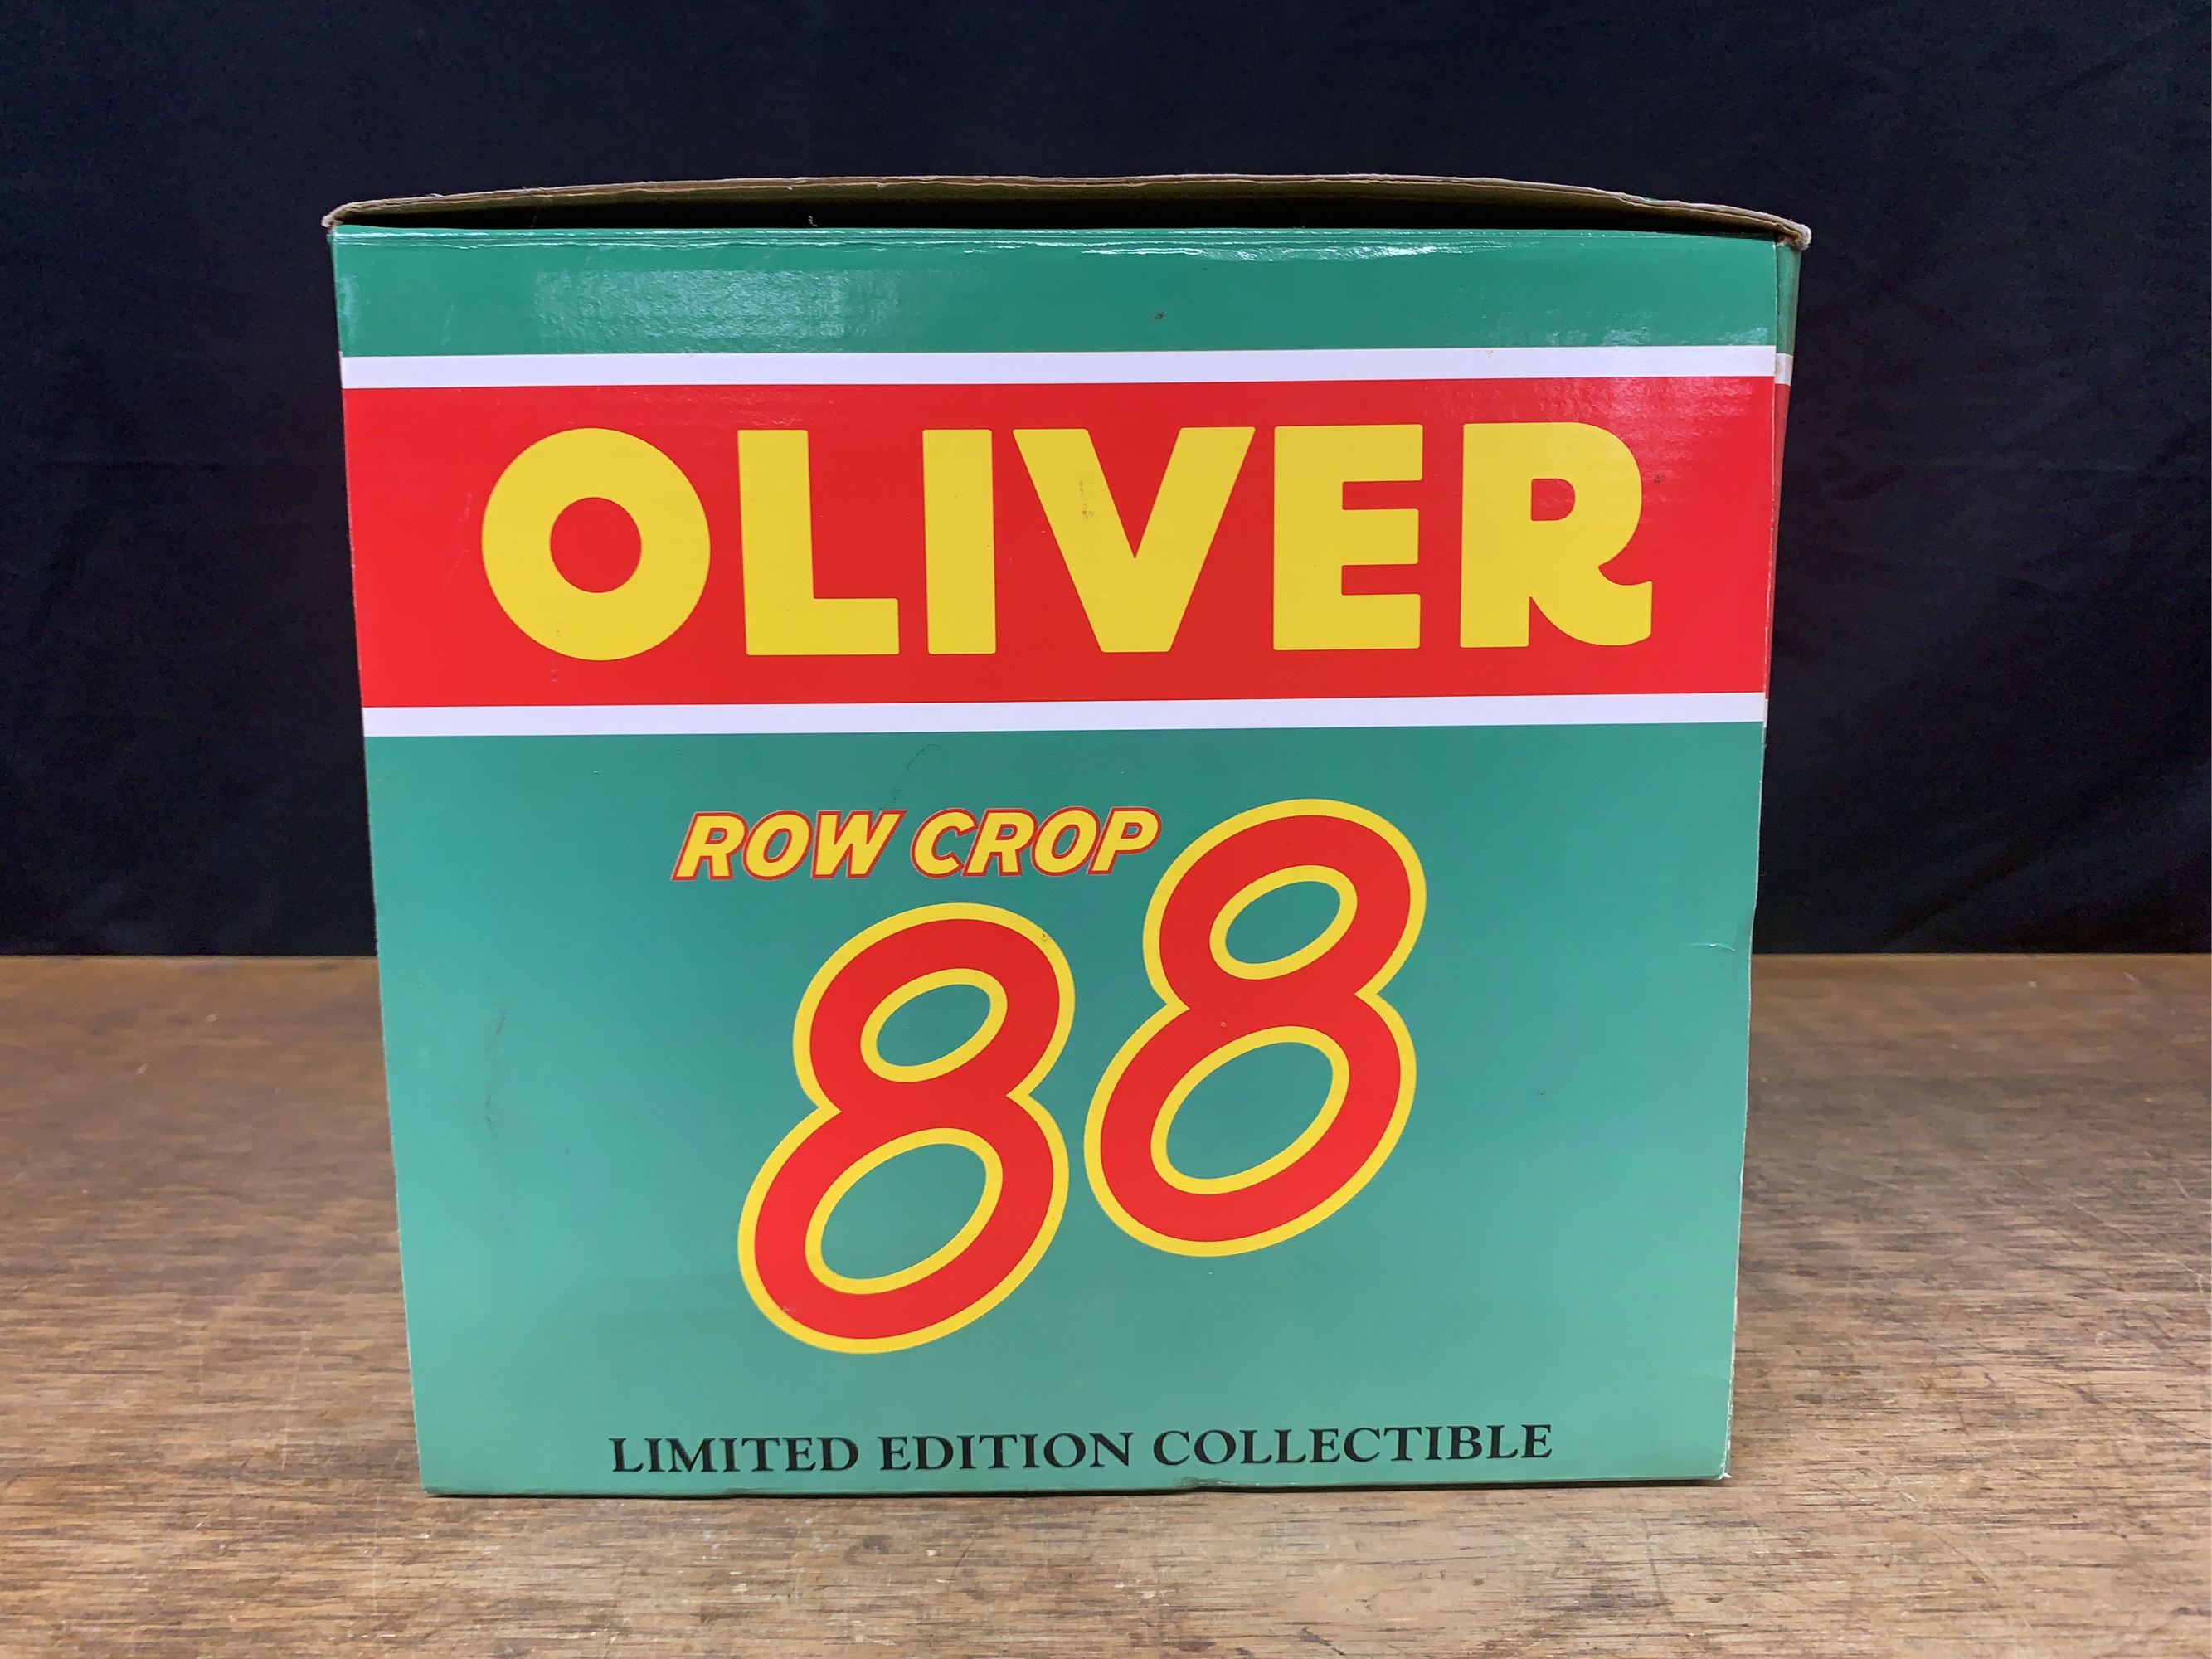 OLIVER
ROW CROP
88
LIMITED EDITION COLLECTIBLE